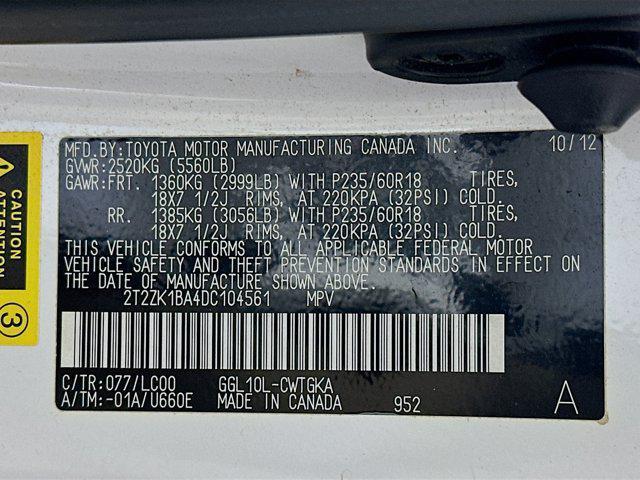 MFD.BY:TOYOTA MOTOR MANUFACTURING CANADA INC. 10/12
GVWR:2520KG (5560LB)
GAWR:FRT. 1360KG (2999LB) WITH P235/60R18 TIRES,
18X7 1/2J RIMS, AT 220KPA (32PSI) COLD.
RR. 1385KG (3056LB) WITH P235/60R18 TIRES,
18X7 1/2J RIMS, AT 220KPA (32PSI) COLD.
THIS VEHICLE CONFORMS TO ALL APPLICABLE FEDERAL MOTOR
VEHICLE SAFETY AND THEFT PREVENTION STANDARDS IN EFFECT ON
THE DATE OF MANUFACTURE SHOWN ABOVE.
2T2ZK1BA4DC104561 MPV
C/TR:077/LC00 GGL10L-CWTGKA
A/TM:-01A/U660E MADE IN CANADA 952 A
CAUTION
ATTENTION
3